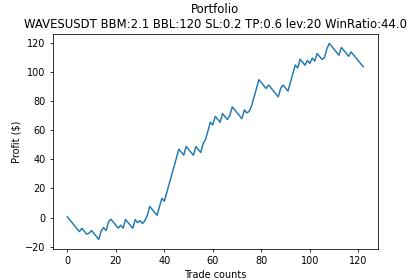 Portfolio
WAVESUSDT BBM:2.1 BBL:120 SL:0.2 TP:0.6 lev:20 WinRatio:44.0
120
100
80
60
40
20
0
−20
Profit ($)
0 20 40 60 80 100 120
Trade counts